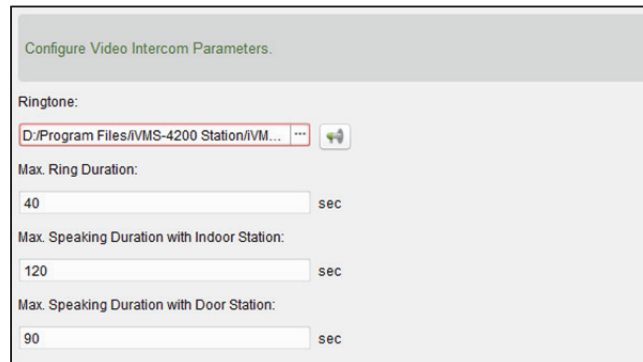 Configure Video Intercom Parameters.
Ringtone:
D:/Program Files/iVMS-4200 Station/iVM... ...
Max. Ring Duration:
40 sec
Max. Speaking Duration with Indoor Station:
120 sec
Max. Speaking Duration with Door Station:
90 sec